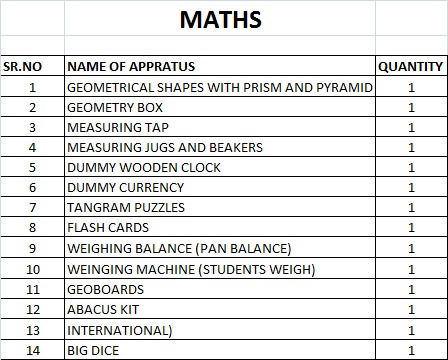 MATHS
SR.NO NAME OF APPRATUS QUANTITY
1 GEOMETRICAL SHAPES WITH PRISM AND PYRAMID 1
2 GEOMETRY BOX 1
3 MEASURING TAP 1
4 MEASURING JUGS AND BEAKERS 1
5 DUMMY WOODEN CLOCK 1
6 DUMMY CURRENCY 1
7 TANGRAM PUZZLES 1
8 FLASH CARDS 1
9 WEIGHING BALANCE (PAN BALANCE) 1
10 WEINGING MACHINE (STUDENTS WEIGH) 1
11 GEOBOARDS 1
12 ABACUS KIT 1
13 INTERNATIONAL) 1
14 BIG DICE 1